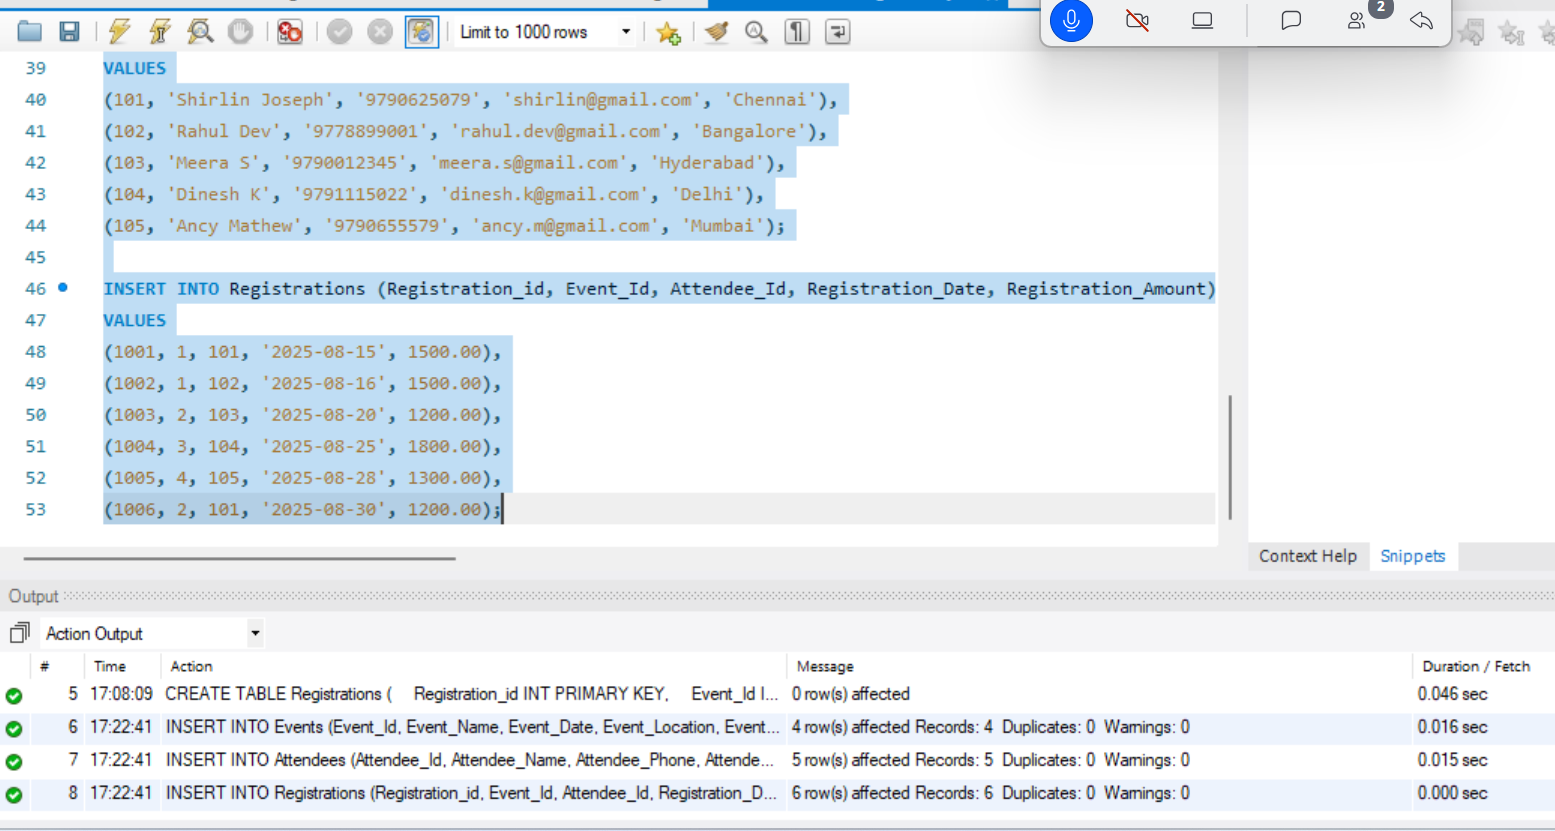 Limit to 1000 rows
2
39 VALUES
40 (101, 'Shirlin Joseph', '9790625079', 'shirlin@gmail.com', 'Chennai'),
41 (102, 'Rahul Dev', '9778899001', 'rahul.dev@gmail.com', 'Bangalore'),
42 (103, 'Meera S', '9790012345', 'meera.s@gmail.com', 'Hyderabad'),
43 (104, 'Dinesh K', '9791115022', 'dinesh.k@gmail.com', 'Delhi'),
44 (105, 'Ancy Mathew', '9790655579', 'ancy.m@gmail.com', 'Mumbai');
45
46 INSERT INTO Registrations (Registration_id, Event_Id, Attendee_Id, Registration_Date, Registration_Amount)
47 VALUES
48 (1001, 1, 101, '2025-08-15', 1500.00),
49 (1002, 1, 102, '2025-08-16', 1500.00),
50 (1003, 2, 103, '2025-08-20', 1200.00),
51 (1004, 3, 104, '2025-08-25', 1800.00),
52 (1005, 4, 105, '2025-08-28', 1300.00),
53 (1006, 2, 101, '2025-08-30', 1200.00);
Context Help Snippets
Output
Action Output
# Time Action Message Duration / Fetch
5 17:08:09 CREATE TABLE Registrations ( Registration_id INT PRIMARY KEY, Event_Id I... 0 row(s) affected 0.046 sec
6 17:22:41 INSERT INTO Events (Event_Id, Event_Name, Event_Date, Event_Location, Event... 4 row(s) affected Records: 4 Duplicates: 0 Warnings: 0 0.016 sec
7 17:22:41 INSERT INTO Attendees (Attendee_Id, Attendee_Name, Attendee_Phone, Attende... 5 row(s) affected Records: 5 Duplicates: 0 Warnings: 0 0.015 sec
8 17:22:41 INSERT INTO Registrations (Registration_id, Event_Id, Attendee_Id, Registration_D... 6 row(s) affected Records: 6 Duplicates: 0 Warnings: 0 0.000 sec